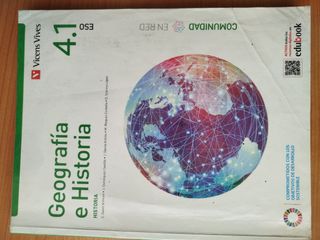 Vicens Vives
4.1
ESO
COMUNIDAD
EN RED
edubook
Geografía
e Historia
HISTORIA
COMPROMETIDOS CON LOS
OBJETIVOS DE DESARROLLO
SOSTENIBLE